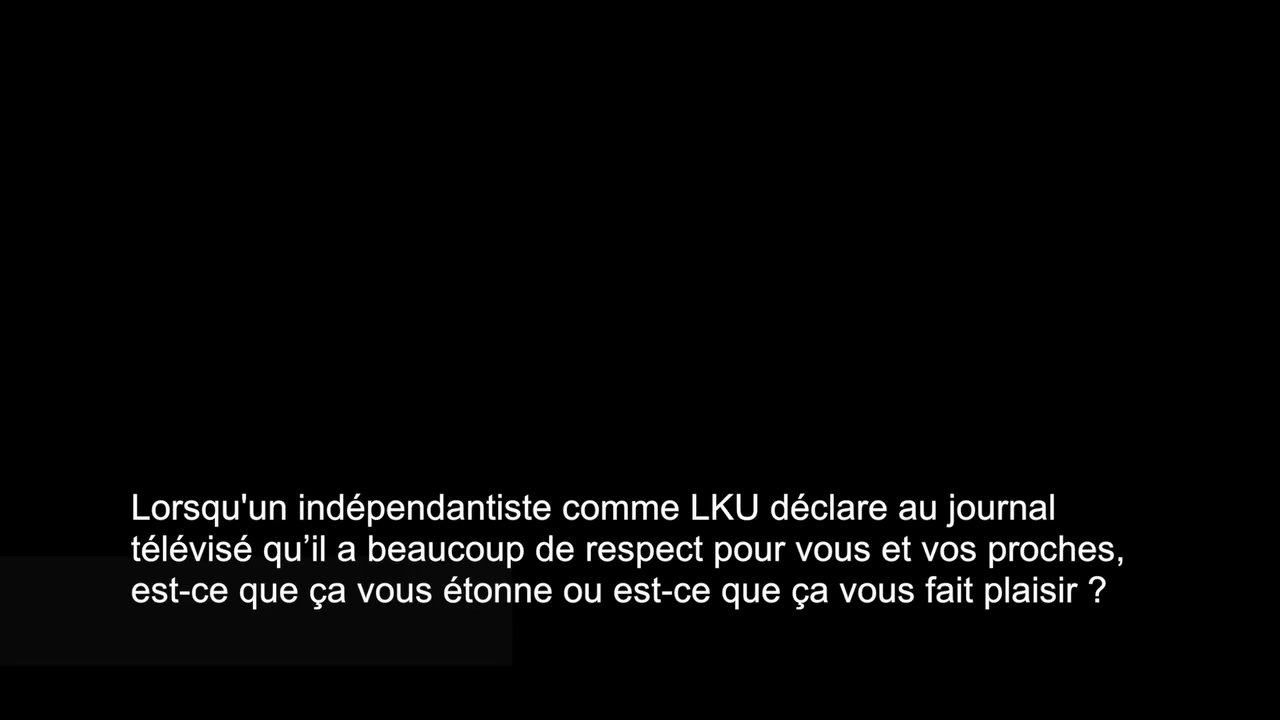 Lorsqu'un indépendantiste comme LKU déclare au journal
télévisé qu’il a beaucoup de respect pour vous et vos proches,
est-ce que ça vous étonne ou est-ce que ça vous fait plaisir ?